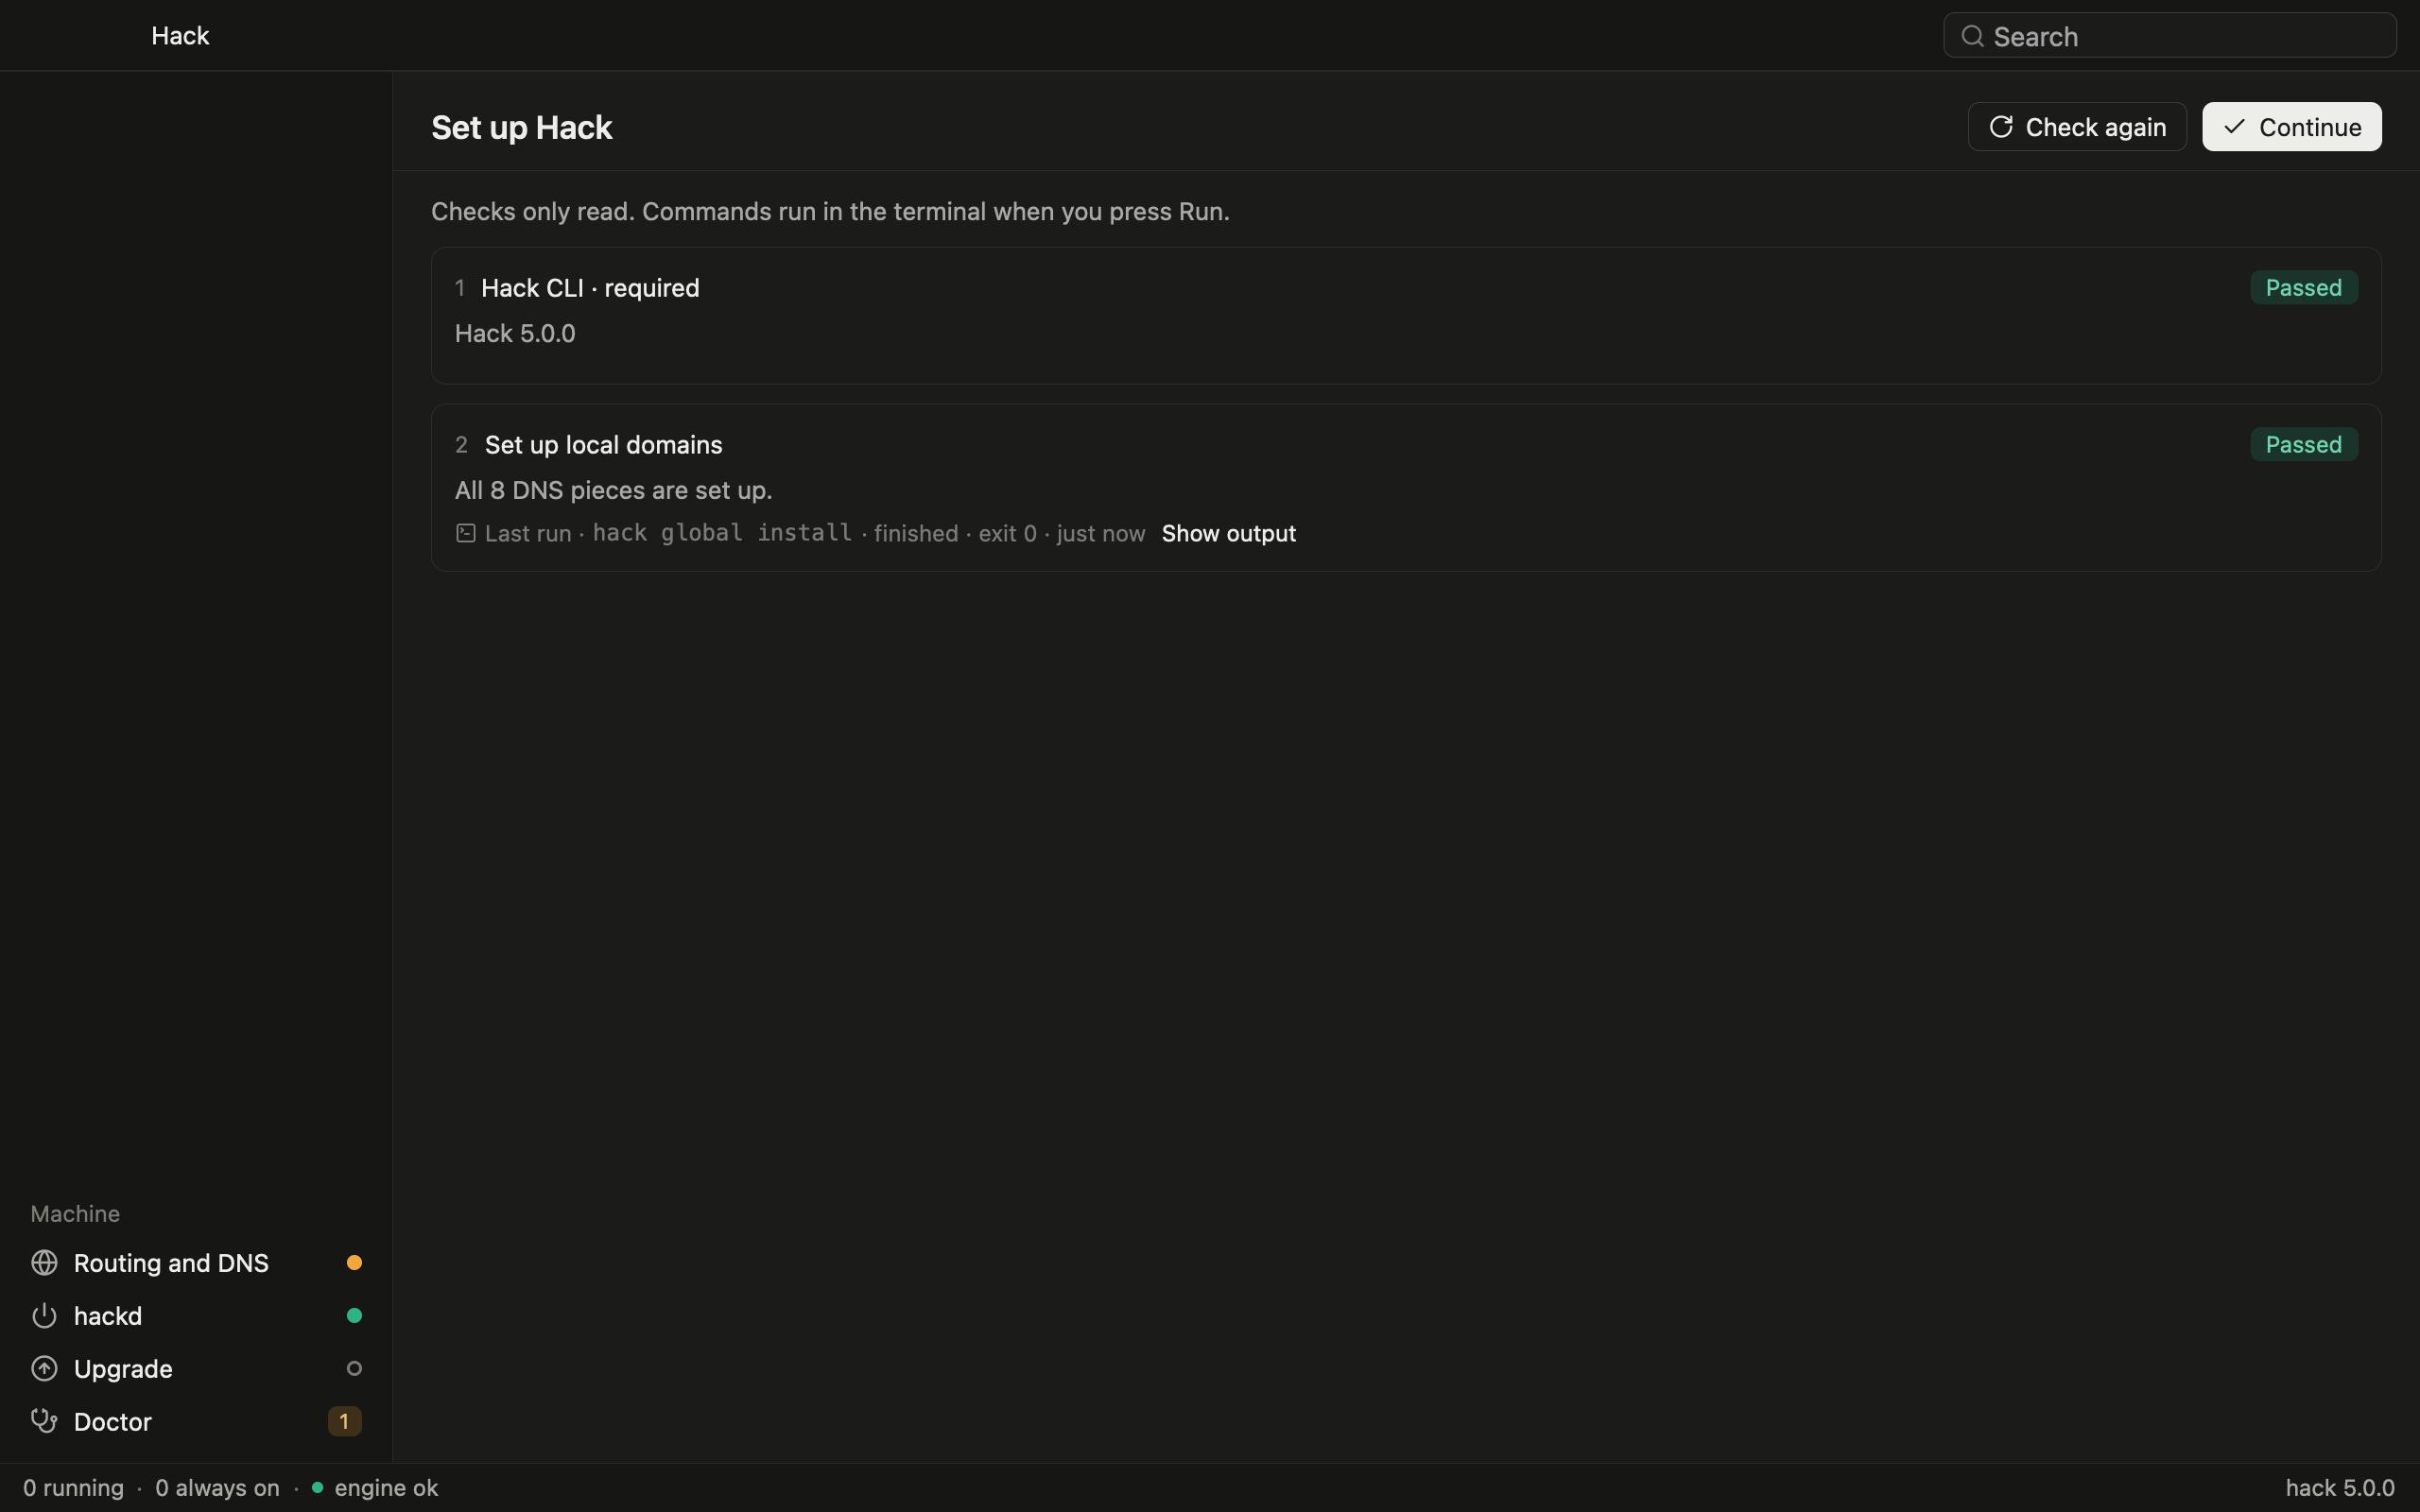 Hack
Search
Set up Hack
Check again
Continue
Checks only read. Commands run in the terminal when you press Run.
1 Hack CLI · required
Passed
Hack 5.0.0
2 Set up local domains
Passed
All 8 DNS pieces are set up.
Last run · hack global install · finished · exit 0 · just now Show output
Machine
Routing and DNS
hackd
Upgrade
Doctor 1
0 running · 0 always on · engine ok
hack 5.0.0